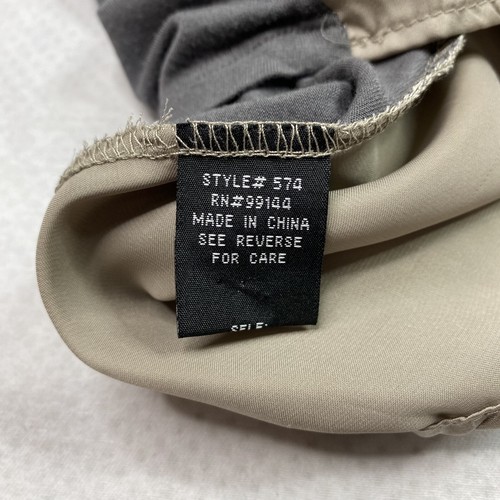 STYLE# 574
RN#99144
MADE IN CHINA
SEE REVERSE
FOR CARE